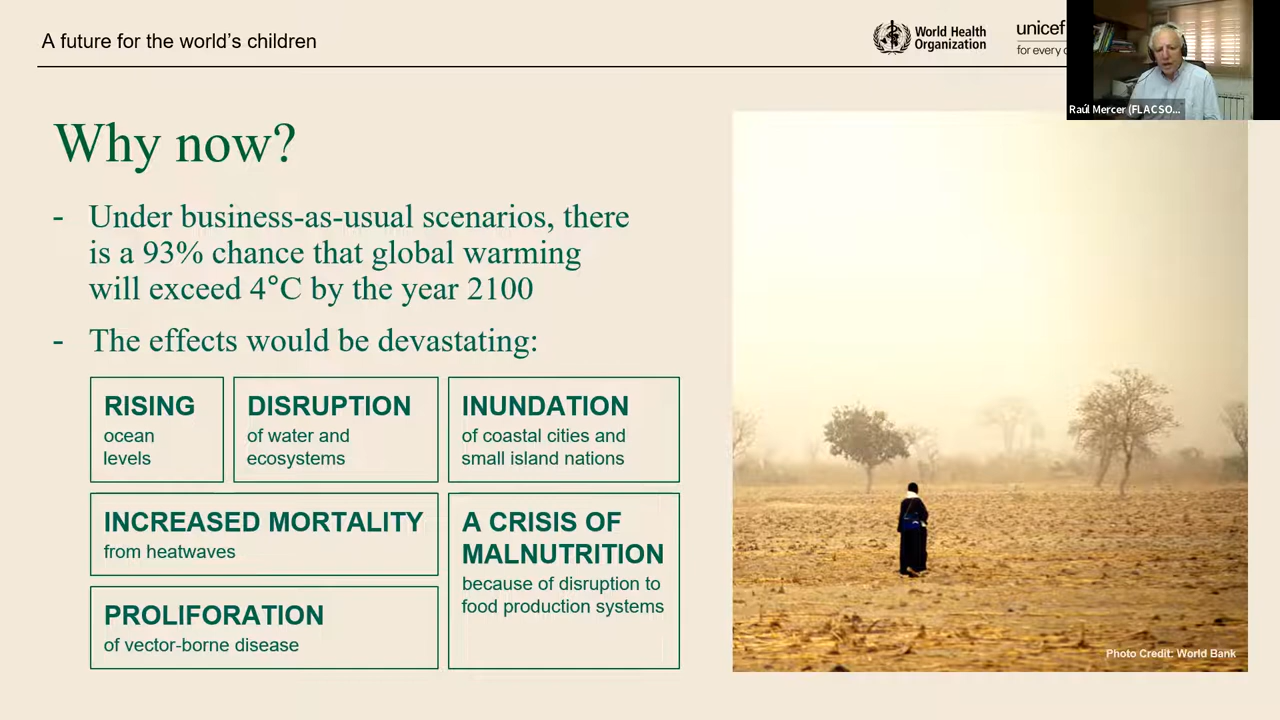 A future for the world's children
World Health
Organization
unicef
for every
Raúl Mercer (FLACSO...
Why now?
- Under business-as-usual scenarios, there
is a 93% chance that global warming
will exceed 4°C by the year 2100
- The effects would be devastating:
RISING
ocean
levels
DISRUPTION
of water and
ecosystems
INUNDATION
of coastal cities and
small island nations
INCREASED MORTALITY
from heatwaves
A CRISIS OF
MALNUTRITION
because of disruption to
food production systems
PROLIFORATION
of vector-borne disease
Photo Credit: World Bank